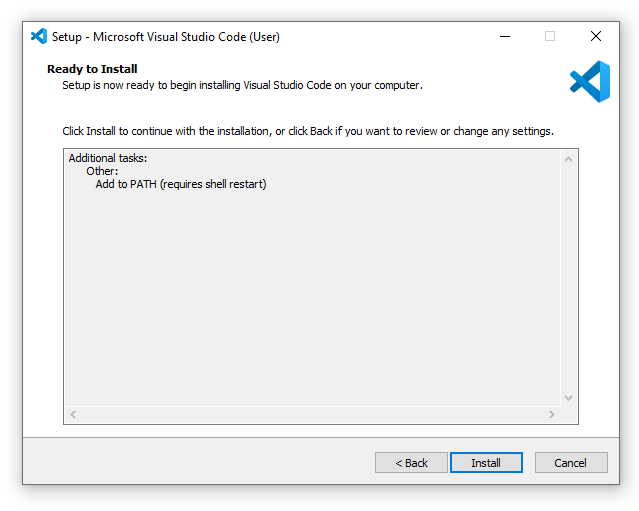 Setup - Microsoft Visual Studio Code (User)
Ready to Install
Setup is now ready to begin installing Visual Studio Code on your computer.
Click Install to continue with the installation, or click Back if you want to review or change any settings.
Additional tasks:
Other:
Add to PATH (requires shell restart)
< Back
Install
Cancel